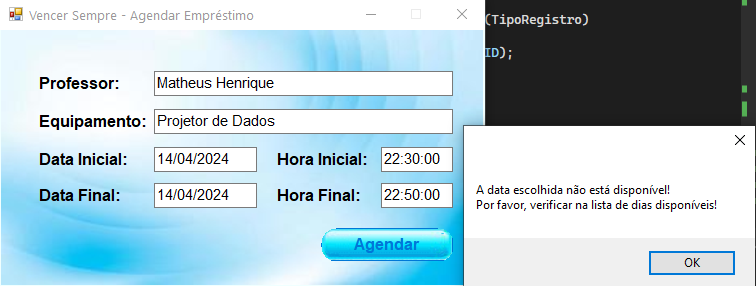 Vencer Sempre - Agendar Empréstimo
(TipoRegistro)
ID);
Professor: Matheus Henrique
Equipamento: Projetor de Dados
Data Inicial: 14/04/2024 Hora Inicial: 22:30:00
Data Final: 14/04/2024 Hora Final: 22:50:00
Agendar
A data escolhida não está disponível!
Por favor, verificar na lista de dias disponíveis!
OK